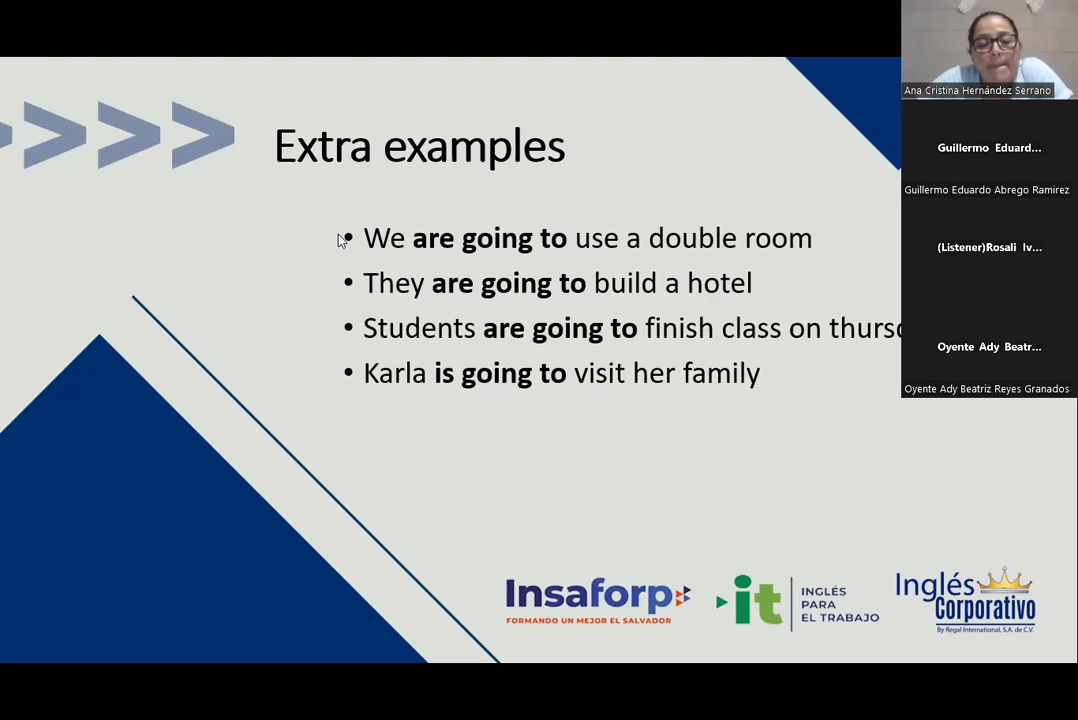 Ana Cristina Hernández Serrano
Guillermo Eduard...
Guillermo Eduardo Abrego Ramirez
(Listener)Rosali Iv...
Oyente Ady Beatr...
Oyente Ady Beatriz Reyes Granados
Extra examples
• We are going to use a double room
• They are going to build a hotel
• Students are going to finish class on
• Karla is going to visit her family
Insaforp
FORMANDO UN MEJOR EL SALVADOR
it
INGLÉS
PARA
EL TRABAJO
Inglés
Corporativo
By Regal International, S.A. de C.V.